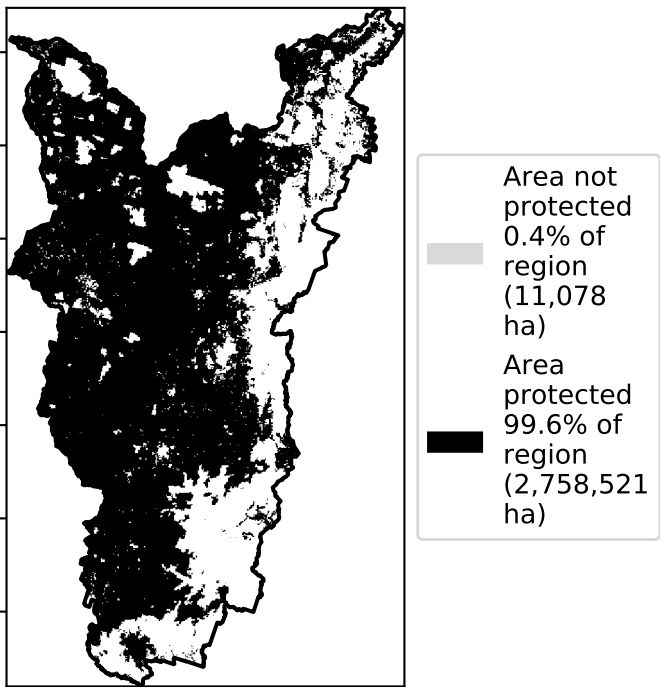 Area not
protected
0.4% of
region
(11,078
ha)
Area
protected
99.6% of
region
(2,758,521
ha)